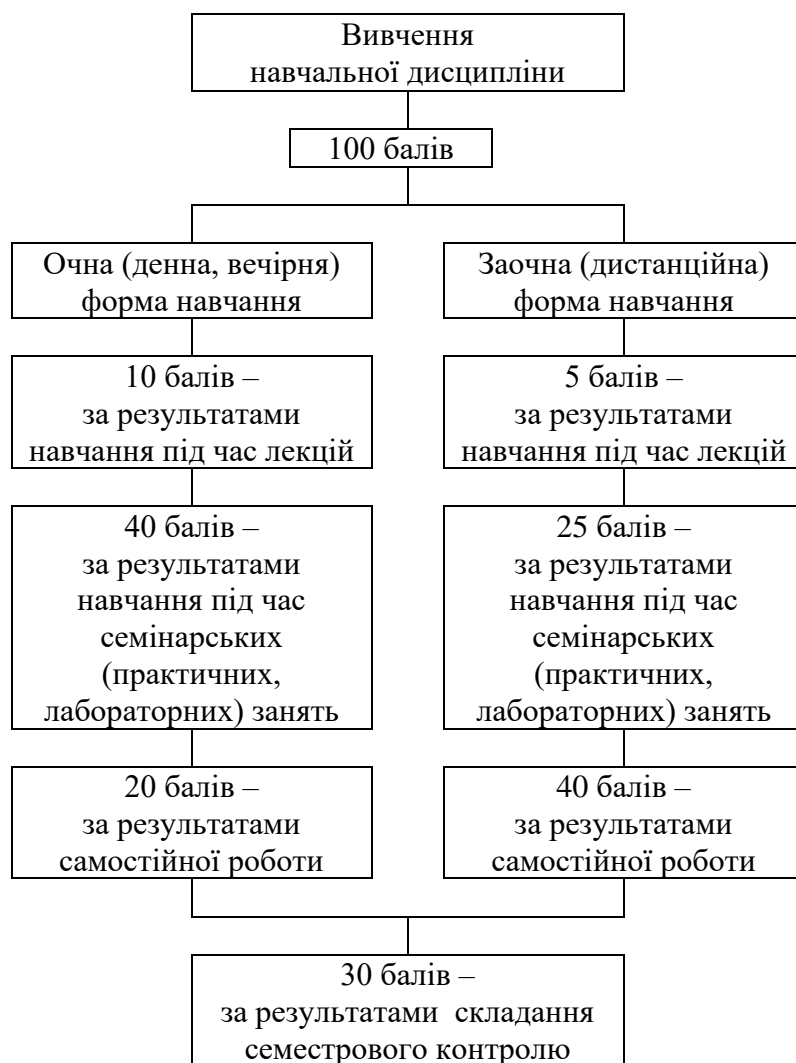 Вивчення
навчальної дисципліни
100 балів
Очна (денна, вечірня)
форма навчання
10 балів –
за результатами
навчання під час лекцій
40 балів –
за результатами
навчання під час
семінарських
(практичних,
лабораторних) занять
20 балів –
за результатами
самостійної роботи
Заочна (дистанційна)
форма навчання
5 балів –
за результатами
навчання під час лекцій
25 балів –
за результатами
навчання під час
семінарських
(практичних,
лабораторних) занять
40 балів –
за результатами
самостійної роботи
30 балів –
за результатами складання
семестрового контролю